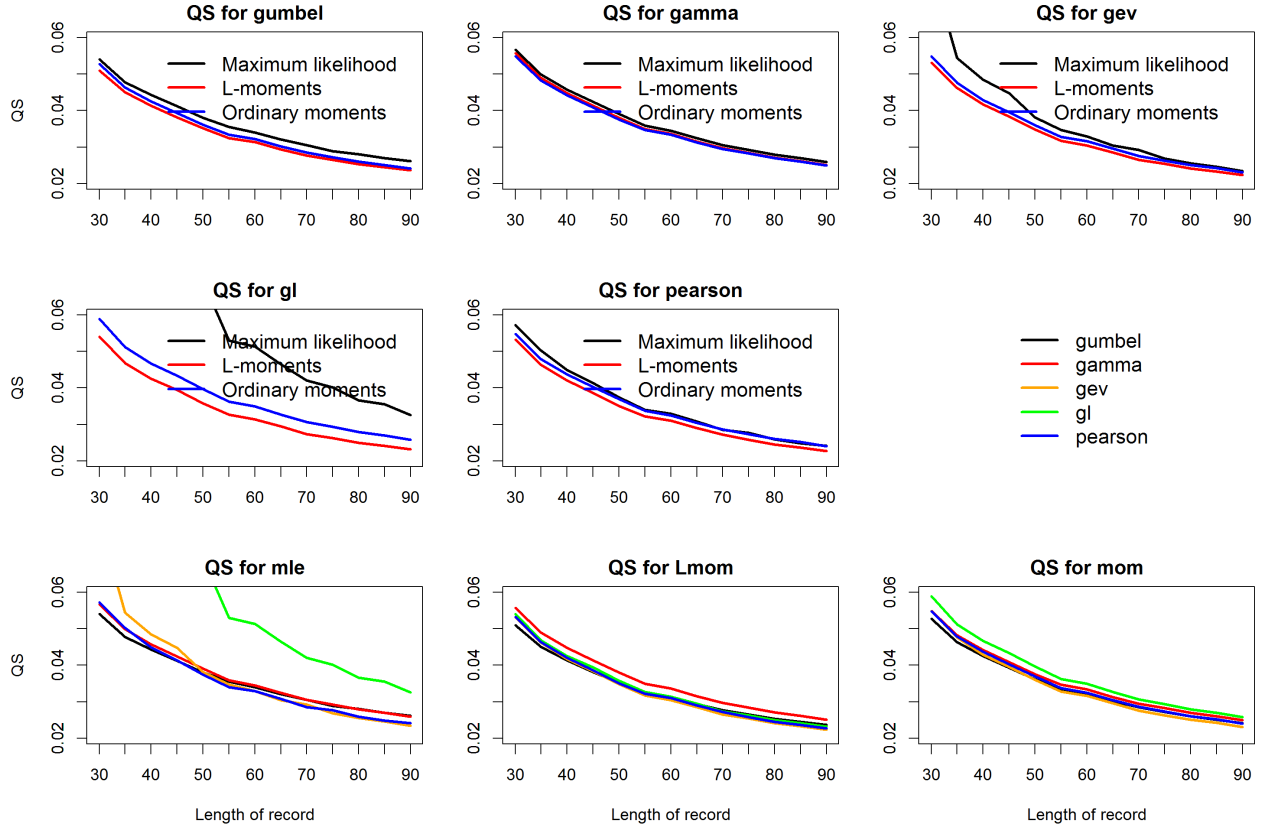 QS for gumbel
QS
0.02 0.04 0.06
Maximum likelihood
L-moments
Ordinary moments
30 40 50 60 70 80 90
QS for gamma
0.02 0.04 0.06
Maximum likelihood
L-moments
Ordinary moments
30 40 50 60 70 80 90
QS for gev
0.02 0.04 0.06
Maximum likelihood
L-moments
Ordinary moments
30 40 50 60 70 80 90
QS for gl
QS
0.02 0.04 0.06
Maximum likelihood
L-moments
Ordinary moments
30 40 50 60 70 80 90
QS for pearson
0.02 0.04 0.06
Maximum likelihood
L-moments
Ordinary moments
30 40 50 60 70 80 90
gumbel
gamma
gev
gl
pearson
QS for mle
QS
0.02 0.04 0.06
30 40 50 60 70 80 90
Length of record
QS for Lmom
0.02 0.04 0.06
30 40 50 60 70 80 90
Length of record
QS for mom
0.02 0.04 0.06
30 40 50 60 70 80 90
Length of record